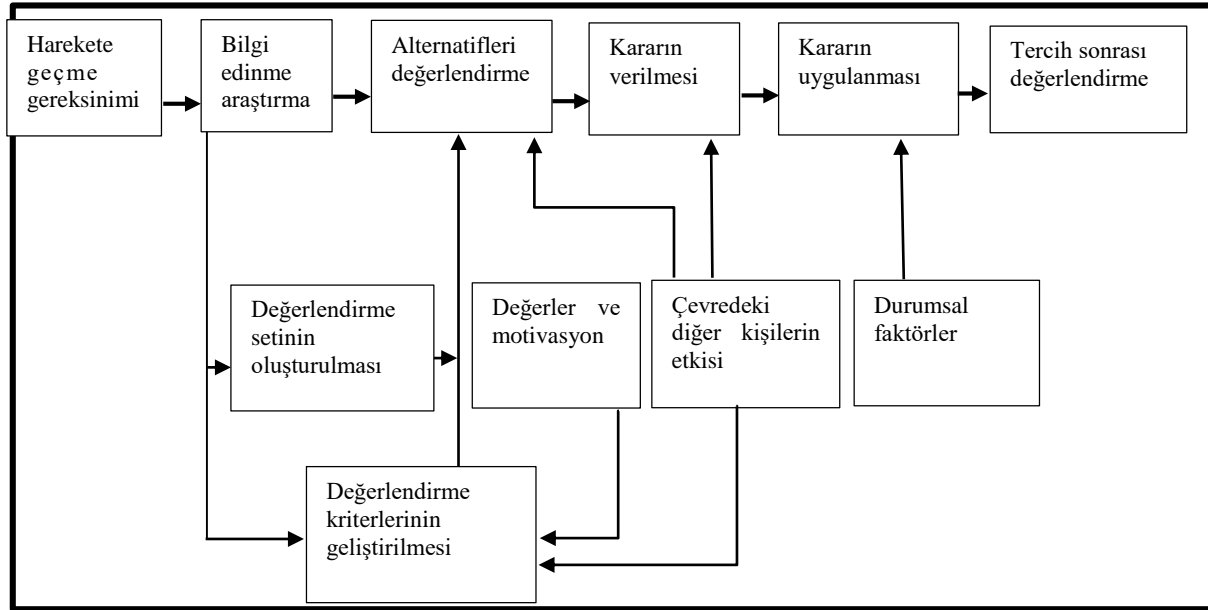 Harekete
geçme
gereksinimi
Bilgi
edinme
araştırma
Alternatifleri
değerlendirme
Kararın
verilmesi
Kararın
uygulanması
Tercih sonrası
değerlendirme
Değerlendirme
setinin
oluşturulması
Değerler ve
motivasyon
Çevredeki
diğer kişilerin
etkisi
Durumsal
faktörler
Değerlendirme
kriterlerinin
geliştirilmesi